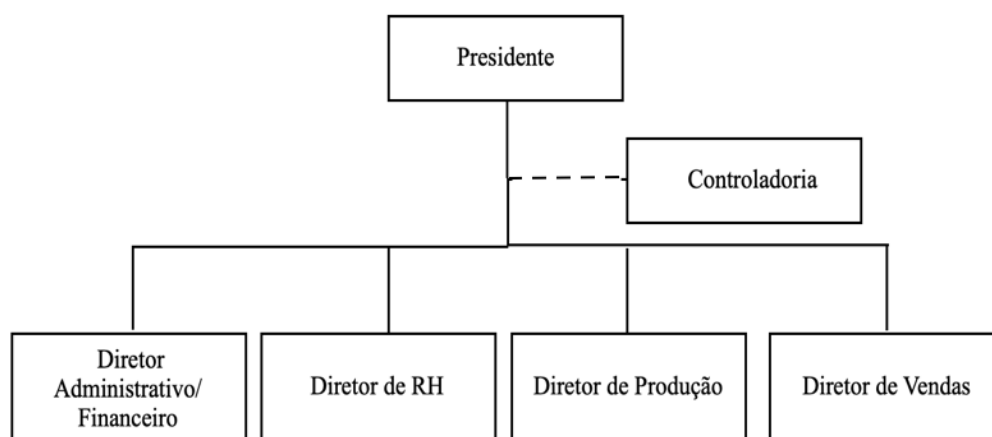 Presidente
Controladoria
Diretor
Administrativo/
Financeiro
Diretor de RH
Diretor de Produção
Diretor de Vendas